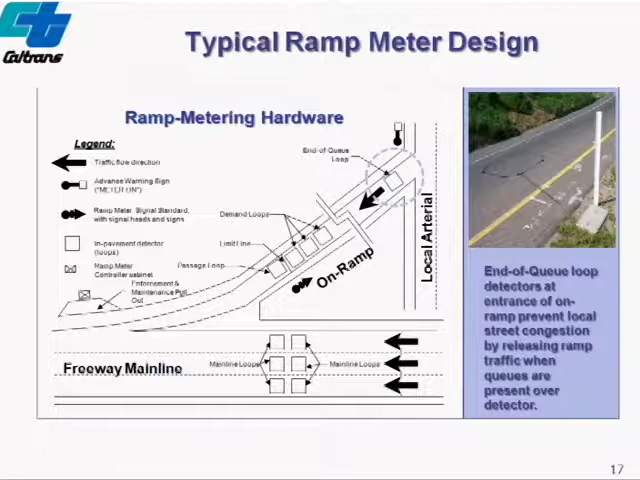 Caltrans
Typical Ramp Meter Design
Ramp-Metering Hardware
Legend:
Traffic flow direction
Advance Warning Sign
("METER ON")
Ramp Meter Signal Standard,
with signal heads and signs
In-pavement detector
(loops)
Ramp Meter
Controller cabinet
Enforcement &
Maintenance Pull
Out
End-of-Queue
Loop
Demand Loops
Limit Line
Passage Loop
On-Ramp
Local Arterial
Freeway Mainline
Mainline Loops
Mainline Loops
End-of-Queue loop
detectors at
entrance of on-
ramp prevent local
street congestion
by releasing ramp
traffic when
queues are
present over
detector.
17